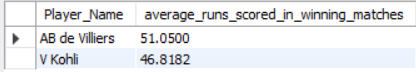 Player_Name average_runs_scored_in_winning_matches
AB de Villiers 51.0500
V Kohli 46.8182